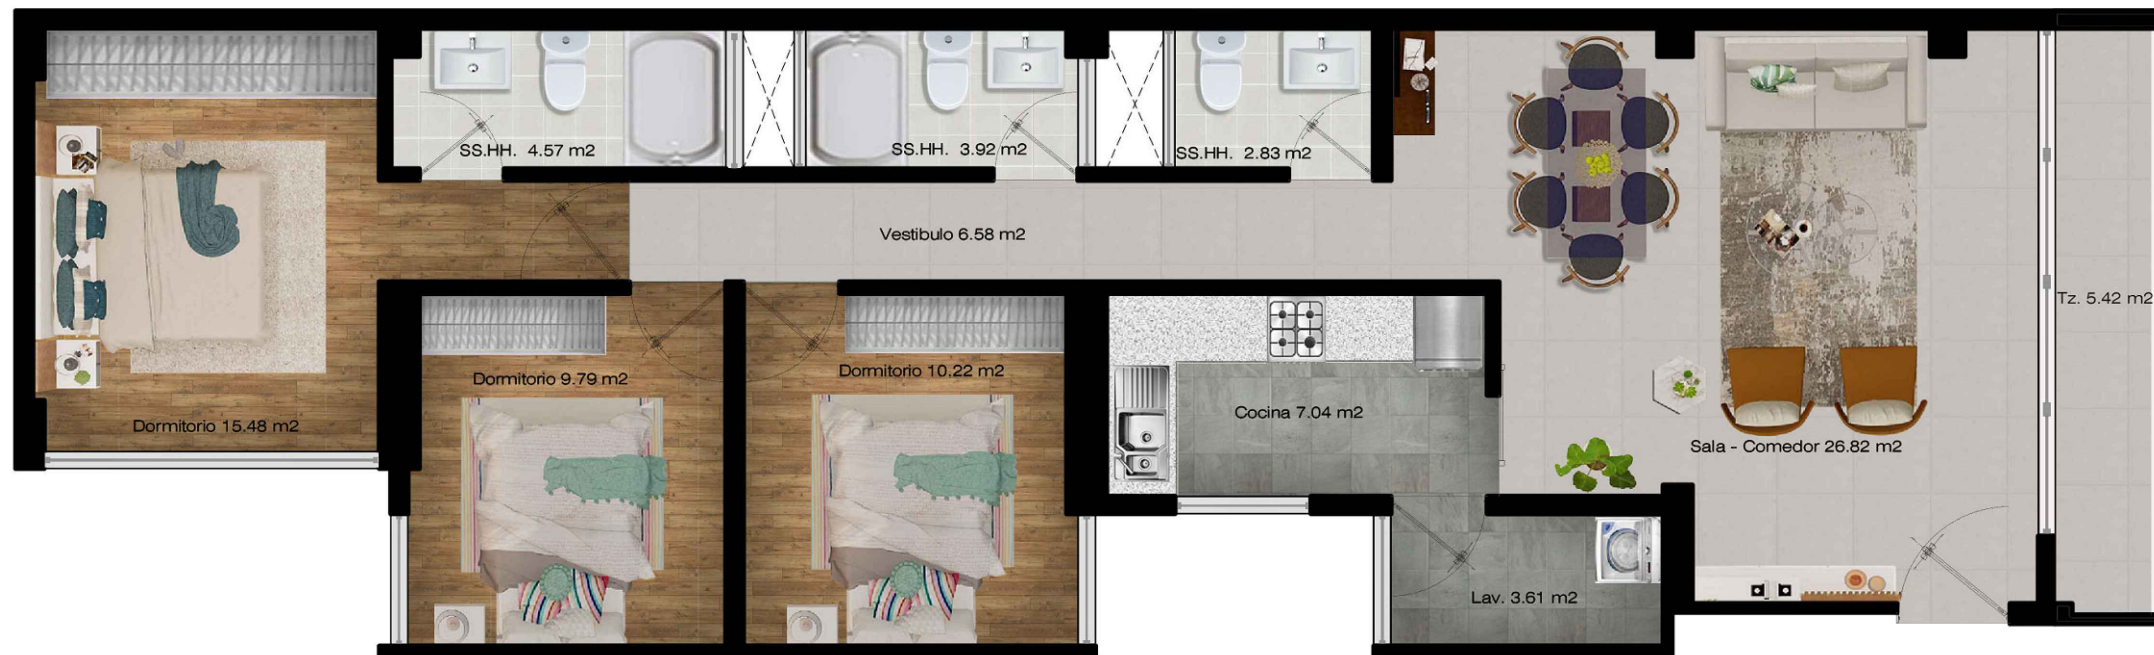 SS.HH. 4.57 m2
SS.HH. 3.92 m2
SS.HH. 2.83 m2
Vestibulo 6.58 m2
Tz. 5.42 m2
Dormitorio 15.48 m2
Dormitorio 9.79 m2
Dormitorio 10.22 m2
Cocina 7.04 m2
Sala - Comedor 26.82 m2
Lav. 3.61 m2